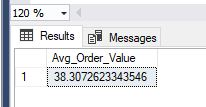 120 %
Results Messages
Avg_Order_Value
1 38.3072623343546